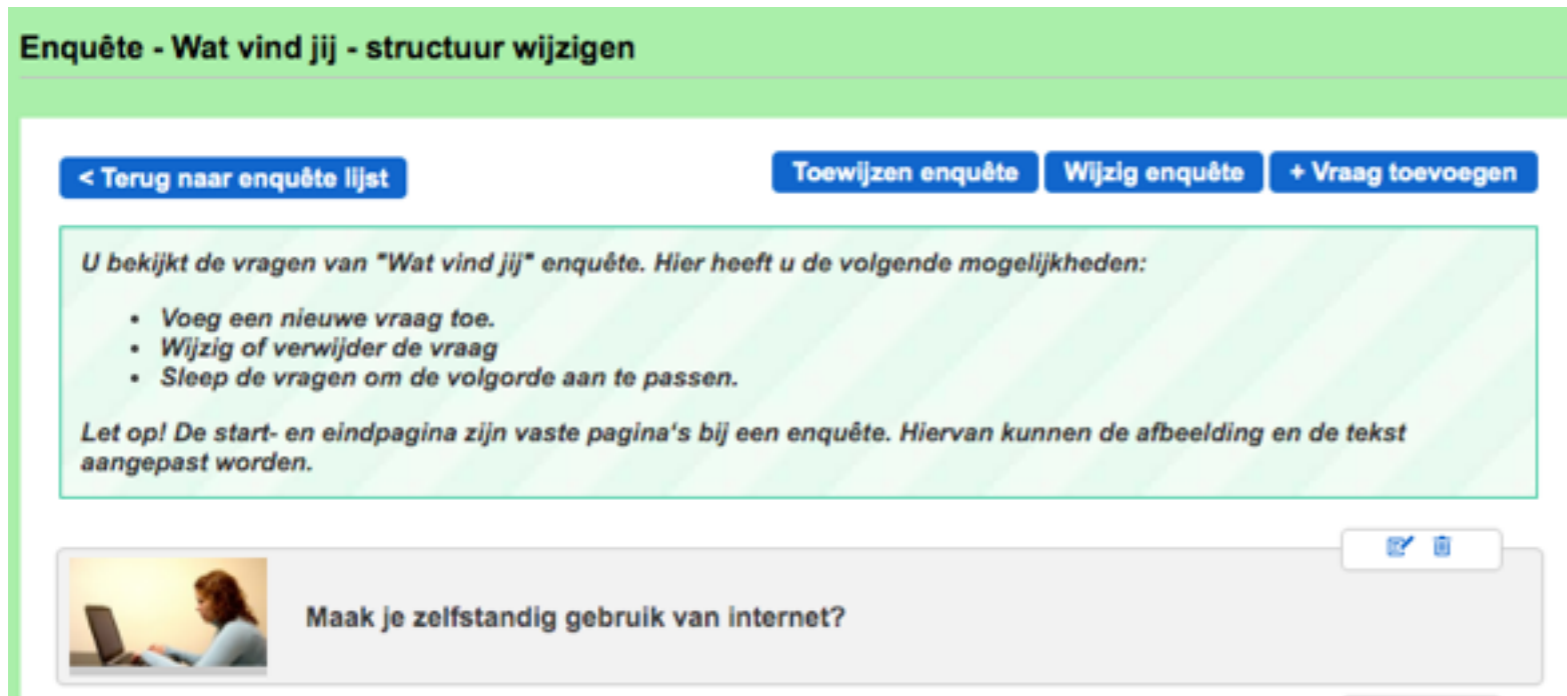 Enquête - Wat vind jij - structuur wijzigen
< Terug naar enquête lijst
Toewijzen enquête
Wijzig enquête
+ Vraag toevoegen
U bekijkt de vragen van "Wat vind jij" enquête. Hier heeft u de volgende mogelijkheden:
• Voeg een nieuwe vraag toe.
• Wijzig of verwijder de vraag
• Sleep de vragen om de volgorde aan te passen.
Let op! De start- en eindpagina zijn vaste pagina's bij een enquête. Hiervan kunnen de afbeelding en de tekst
aangepast worden.
Maak je zelfstandig gebruik van internet?